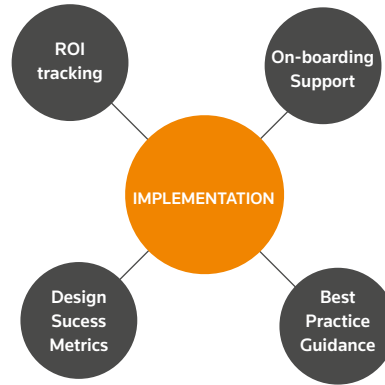 ROI
tracking
On-boarding
Support
IMPLEMENTATION
Design
Sucess
Metrics
Best
Practice
Guidance